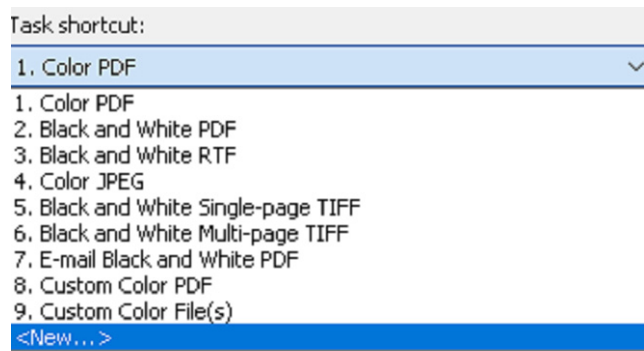 Task shortcut:
1. Color PDF
1. Color PDF
2. Black and White PDF
3. Black and White RTF
4. Color JPEG
5. Black and White Single-page TIFF
6. Black and White Multi-page TIFF
7. E-mail Black and White PDF
8. Custom Color PDF
9. Custom Color File(s)
<New...>